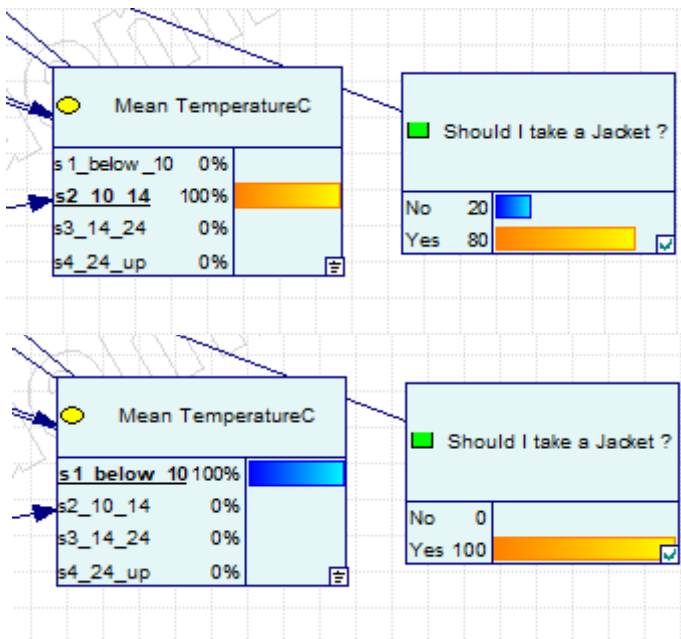 Mean TemperatureC
s1_below_10 0%
s2_10_14 100%
s3_14_24 0%
s4_24_up 0%
Should I take a Jacket ?
No 20
Yes 80
Mean TemperatureC
s1_below_10 100%
s2_10_14 0%
s3_14_24 0%
s4_24_up 0%
Should I take a Jacket ?
No 0
Yes 100